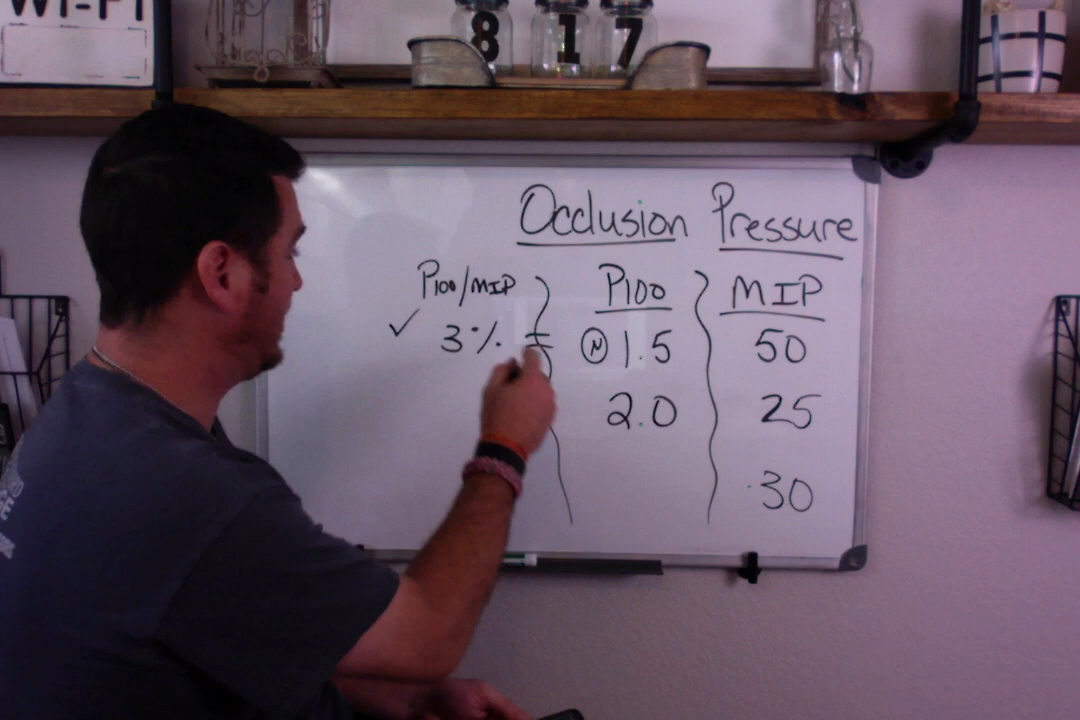 WI-FI
8 1 7
Occlusion Pressure
P100/MIP P100 MIP
✓ 3% = Ⓝ 1.5 50
2.0 25
30